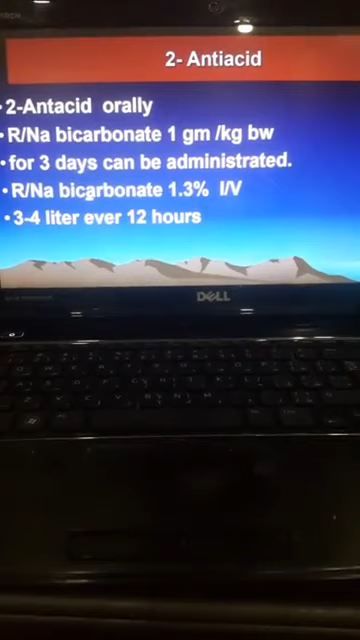 2- Antiacid
• 2-Antacid orally
• R/Na bicarbonate 1 gm /kg bw
• for 3 days can be administrated.
• R/Na bicarbonate 1.3% I/V
• 3-4 liter ever 12 hours
DELL